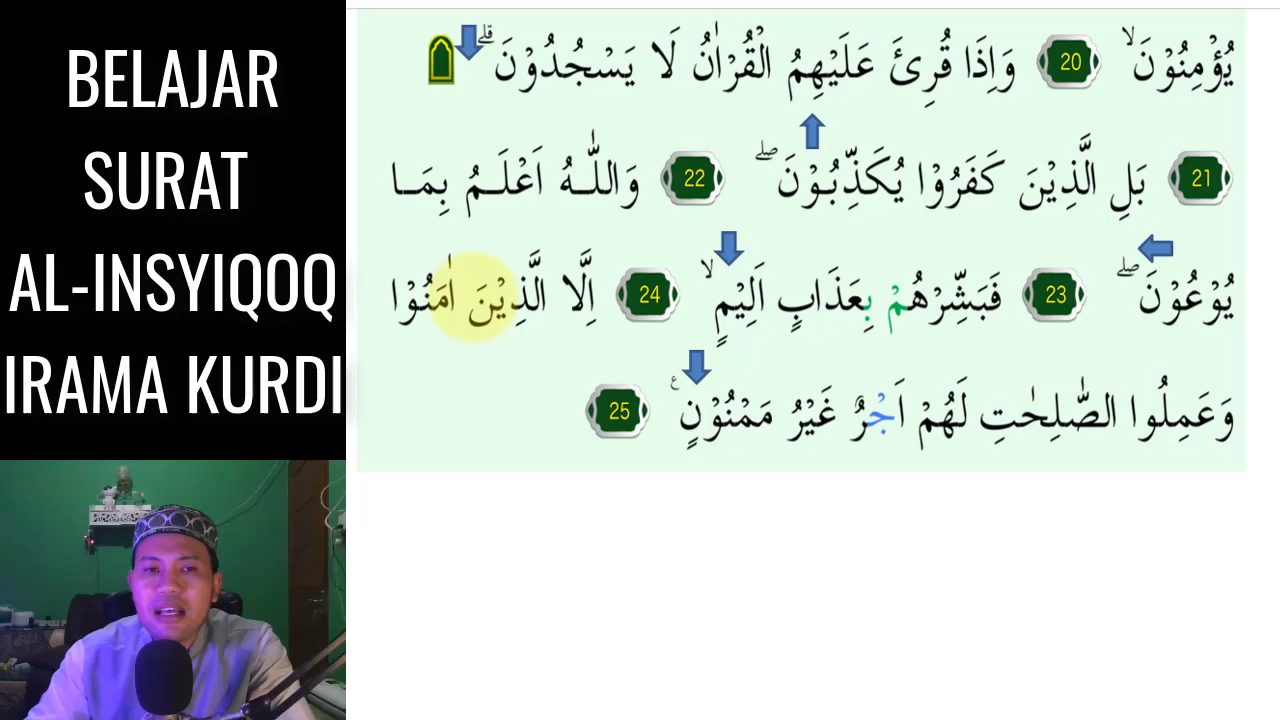 BELAJAR
SURAT
AL-INSYIQOQ
IRAMA KURDI
يُؤْمِنُوْنَۙ 20 وَاِذَا قُرِئَ عَلَيْهِمُ الْقُرْاٰنُ لَا يَسْجُدُوْنَ ۗ ۩
21 بَلِ الَّذِيْنَ كَفَرُوْا يُكَذِّبُوْنَۖ 22 وَاللّٰهُ اَعْلَمُ بِمَا
يُوْعُوْنَۖ 23 فَبَشِّرْهُمْ بِعَذَابٍ اَلِيْمٍۙ 24 اِلَّا الَّذِيْنَ اٰمَنُوْا
وَعَمِلُوا الصّٰلِحٰتِ لَهُمْ اَجْرٌ غَيْرُ مَمْنُوْنٍ ࣖ 25